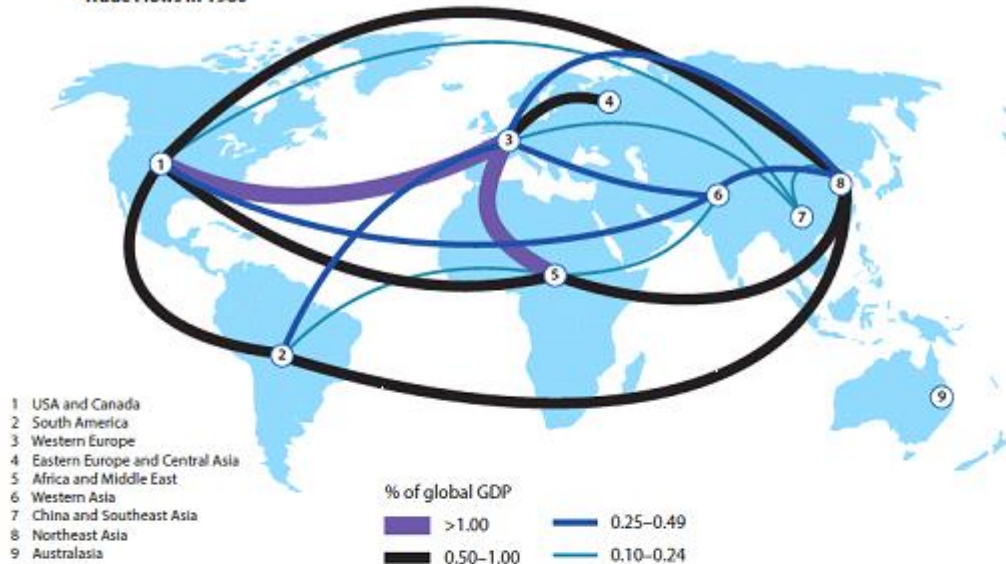 1
2
3
4
5
6
7
8
9
1 USA and Canada
2 South America
3 Western Europe
4 Eastern Europe and Central Asia
5 Africa and Middle East
6 Western Asia
7 China and Southeast Asia
8 Northeast Asia
9 Australasia
% of global GDP
>1.00
0.50–1.00
0.25–0.49
0.10–0.24